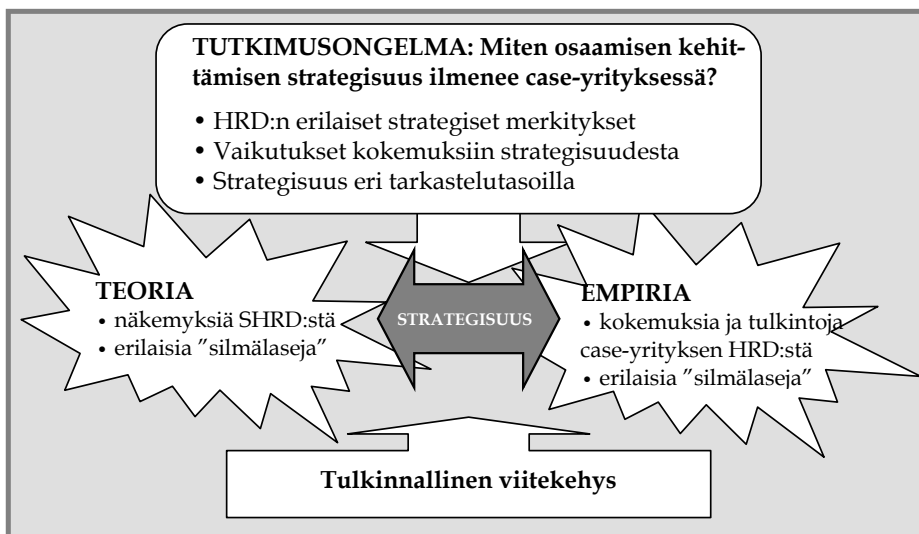 TUTKIMUSONGELMA: Miten osaamisen kehit-
tämisen strategisuus ilmenee case-yrityksessä?
• HRD:n erilaiset strategiset merkitykset
• Vaikutukset kokemuksiin strategisuudesta
• Strategisuus eri tarkastelutasoilla
TEORIA
• näkemyksiä SHRD:stä
• erilaisia ”silmälaseja”
STRATEGISUUS
EMPIRIA
• kokemuksia ja tulkintoja
case-yrityksen HRD:stä
• erilaisia ”silmälaseja”
Tulkinnallinen viitekehys